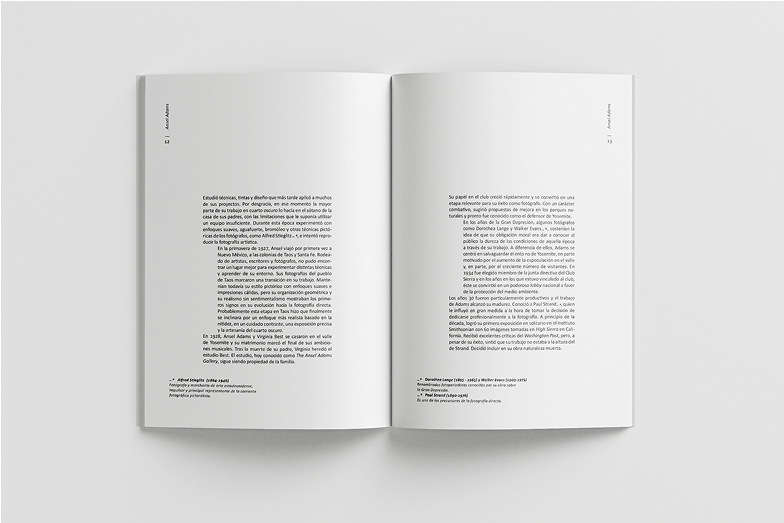 Ansel Adams
|
12
Estudió técnicas, tintas y diseño que más tarde aplicó a muchos
de sus proyectos. Por desgracia, en ese momento la mayor
parte de su trabajo en cuarto oscuro lo hacía en el sótano de la
casa de sus padres, con las limitaciones que le suponía utilizar
un equipo insuficiente. Durante esta época experimentó con
enfoques suaves, aguafuerte, bromóleo y otras técnicas pictó-
ricas de los fotógrafos, como Alfred Stieglitz, e intentó repro-
ducir la fotografía artística.
En la primavera de 1927, Ansel viajó por primera vez a
Nuevo México, a las colonias de Taos y Santa Fe. Rodea-
do de artistas, escritores y fotógrafos, no pudo encon-
trar un lugar mejor para experimentar distintas técnicas
y aprender de su entorno. Sus fotografías del pueblo
de Taos marcaron una transición en su trabajo. Mante-
nían todavía su estilo pictórico con enfoques suaves e
impresiones cálidas, pero su organización geométrica y
su realismo sin sentimentalismo mostraban los prime-
ros signos en su evolución hacia la fotografía directa.
Probablemente esta etapa en Taos hizo que finalmente
se inclinara por un enfoque más realista basado en la
nitidez, en un cuidado contraste, una exposición precisa
y la artesanía del cuarto oscuro.
En 1928, Ansel Adams y Virginia Best se casaron en el valle
de Yosemite y su matrimonio marcó el final de sus ambicio-
nes musicales. Tras la muerte de su padre, Virginia heredó el
estudio Best. El estudio, hoy conocido como The Ansel Adams
Gallery, sigue siendo propiedad de la familia.
Alfred Stieglitz (1864-1946)
Fotógrafo y marchante de arte estadounidense,
impulsor y principal representante de la corriente
fotográfica pictorialista.
Ansel Adams
|
13
Su papel en el club creció rápidamente y se convirtió en una
etapa relevante para su éxito como fotógrafo. Con un carácter
combativo, sugirió propuestas de mejora en los parques na-
turales y pronto fue conocido como el defensor de Yosemite.
En los años de la Gran Depresión, algunos fotógrafos
como Dorothea Lange y Walker Evans, sostenían la
idea de que su obligación moral era dar a conocer al
público la dureza de las condiciones de aquella época
a través de su trabajo. A diferencia de ellos, Adams se
centró en salvaguardar el entorno de Yosemite, en parte
motivado por el aumento de la especulación en el valle
y, en parte, por el creciente número de visitantes. En
1934 fue elegido miembro de la junta directiva del Club
Sierra y en los años en los que estuvo vinculado al club,
éste se convirtió en un poderoso lobby nacional a favor
de la protección del medio ambiente.
Los años 30 fueron particularmente productivos y el trabajo
de Adams alcanzó su madurez. Conoció a Paul Strand, quien
le influyó en gran medida a la hora de tomar la decisión de
dedicarse profesionalmente a la fotografía. A principio de la
década, logró su primera exposición en solitario en el Instituto
Smithsonian con 60 imágenes tomadas en High Sierra en Cali-
fornia. Recibió excelentes críticas del Washington Post, pero, a
pesar de su éxito, sintió que su trabajo no estaba a la altura del
de Strand. Decidió incluir en su obra naturaleza muerta.
Dorothea Lange (1895 - 1965) y Walker Evans (1903-1975)
Renombrados fotoperiodistas conocidos por su obra sobre
la Gran Depresión.
Paul Strand (1890-1976)
Es uno de los precursores de la fotografía directa.